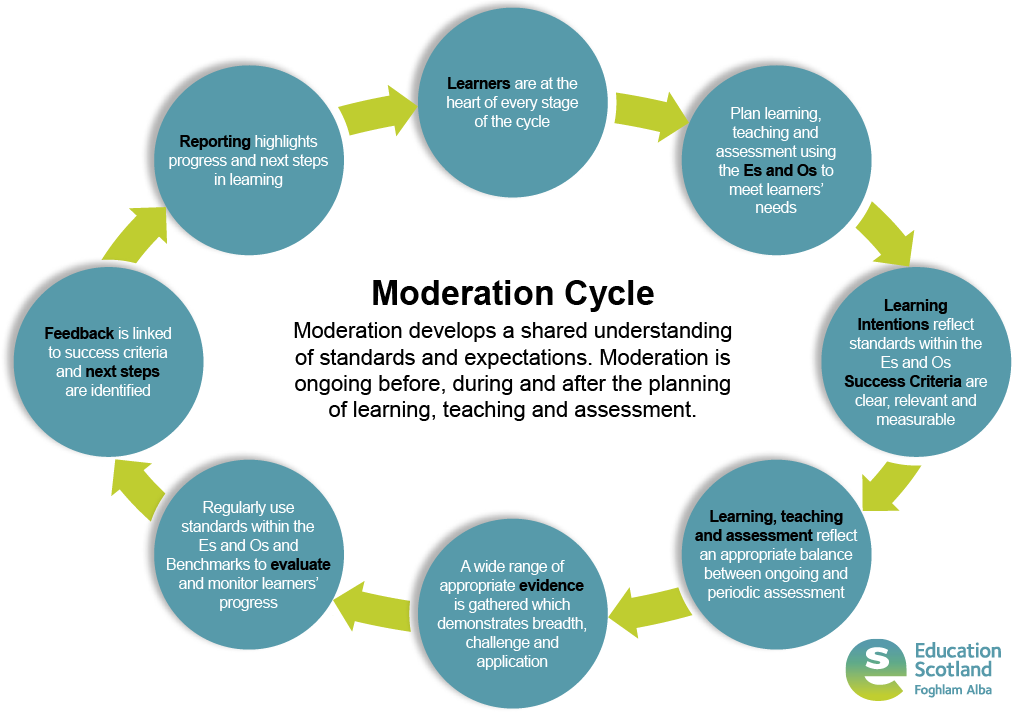 Learners are at the
heart of every stage
of the cycle
Plan learning,
teaching and
assessment using
the Es and Os to
meet learners’
needs
Learning
Intentions reflect
standards within the
Es and Os
Success Criteria are
clear, relevant and
measurable
Learning, teaching
and assessment reflect
an appropriate balance
between ongoing and
periodic assessment
A wide range of
appropriate evidence
is gathered which
demonstrates breadth,
challenge and
application
Regularly use
standards within the
Es and Os and
Benchmarks to evaluate
and monitor learners’
progress
Feedback is linked
to success criteria
and next steps
are identified
Reporting highlights
progress and next steps
in learning
Moderation Cycle
Moderation develops a shared understanding
of standards and expectations. Moderation is
ongoing before, during and after the planning
of learning, teaching and assessment.
Education
Scotland
Foghlam Alba